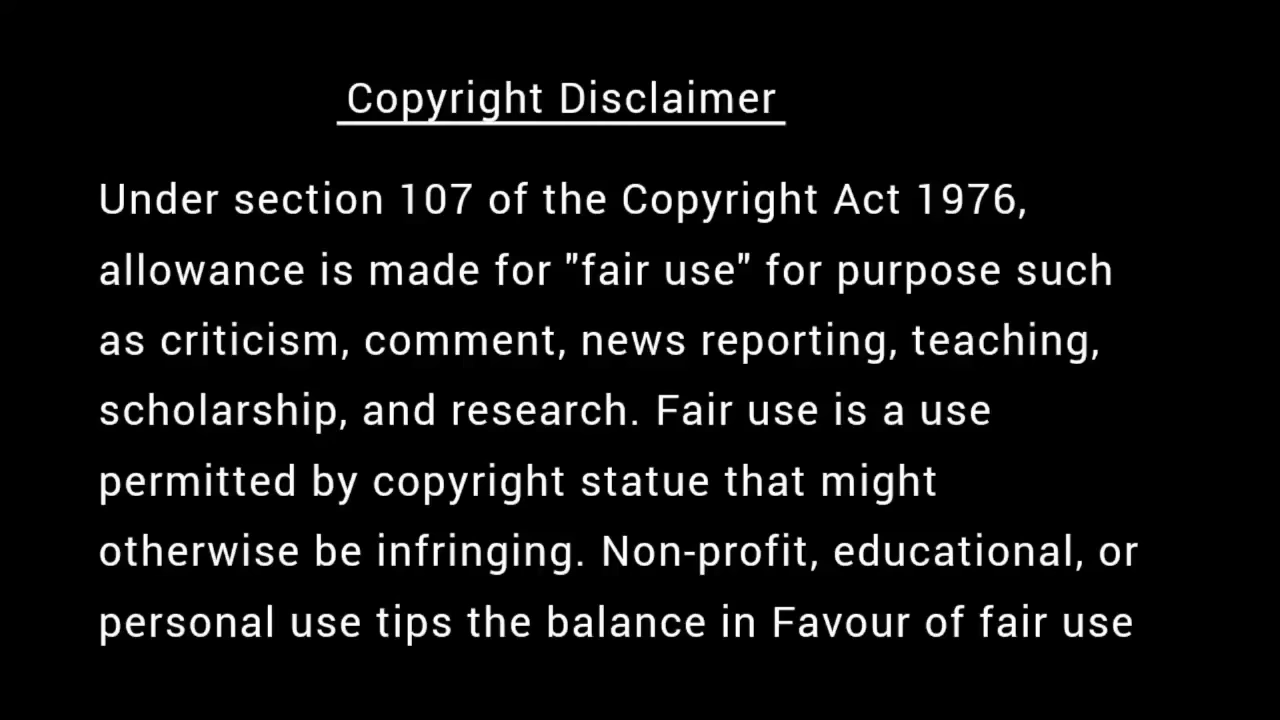 Copyright Disclaimer
Under section 107 of the Copyright Act 1976,
allowance is made for "fair use" for purpose such
as criticism, comment, news reporting, teaching,
scholarship, and research. Fair use is a use
permitted by copyright statue that might
otherwise be infringing. Non-profit, educational, or
personal use tips the balance in Favour of fair use